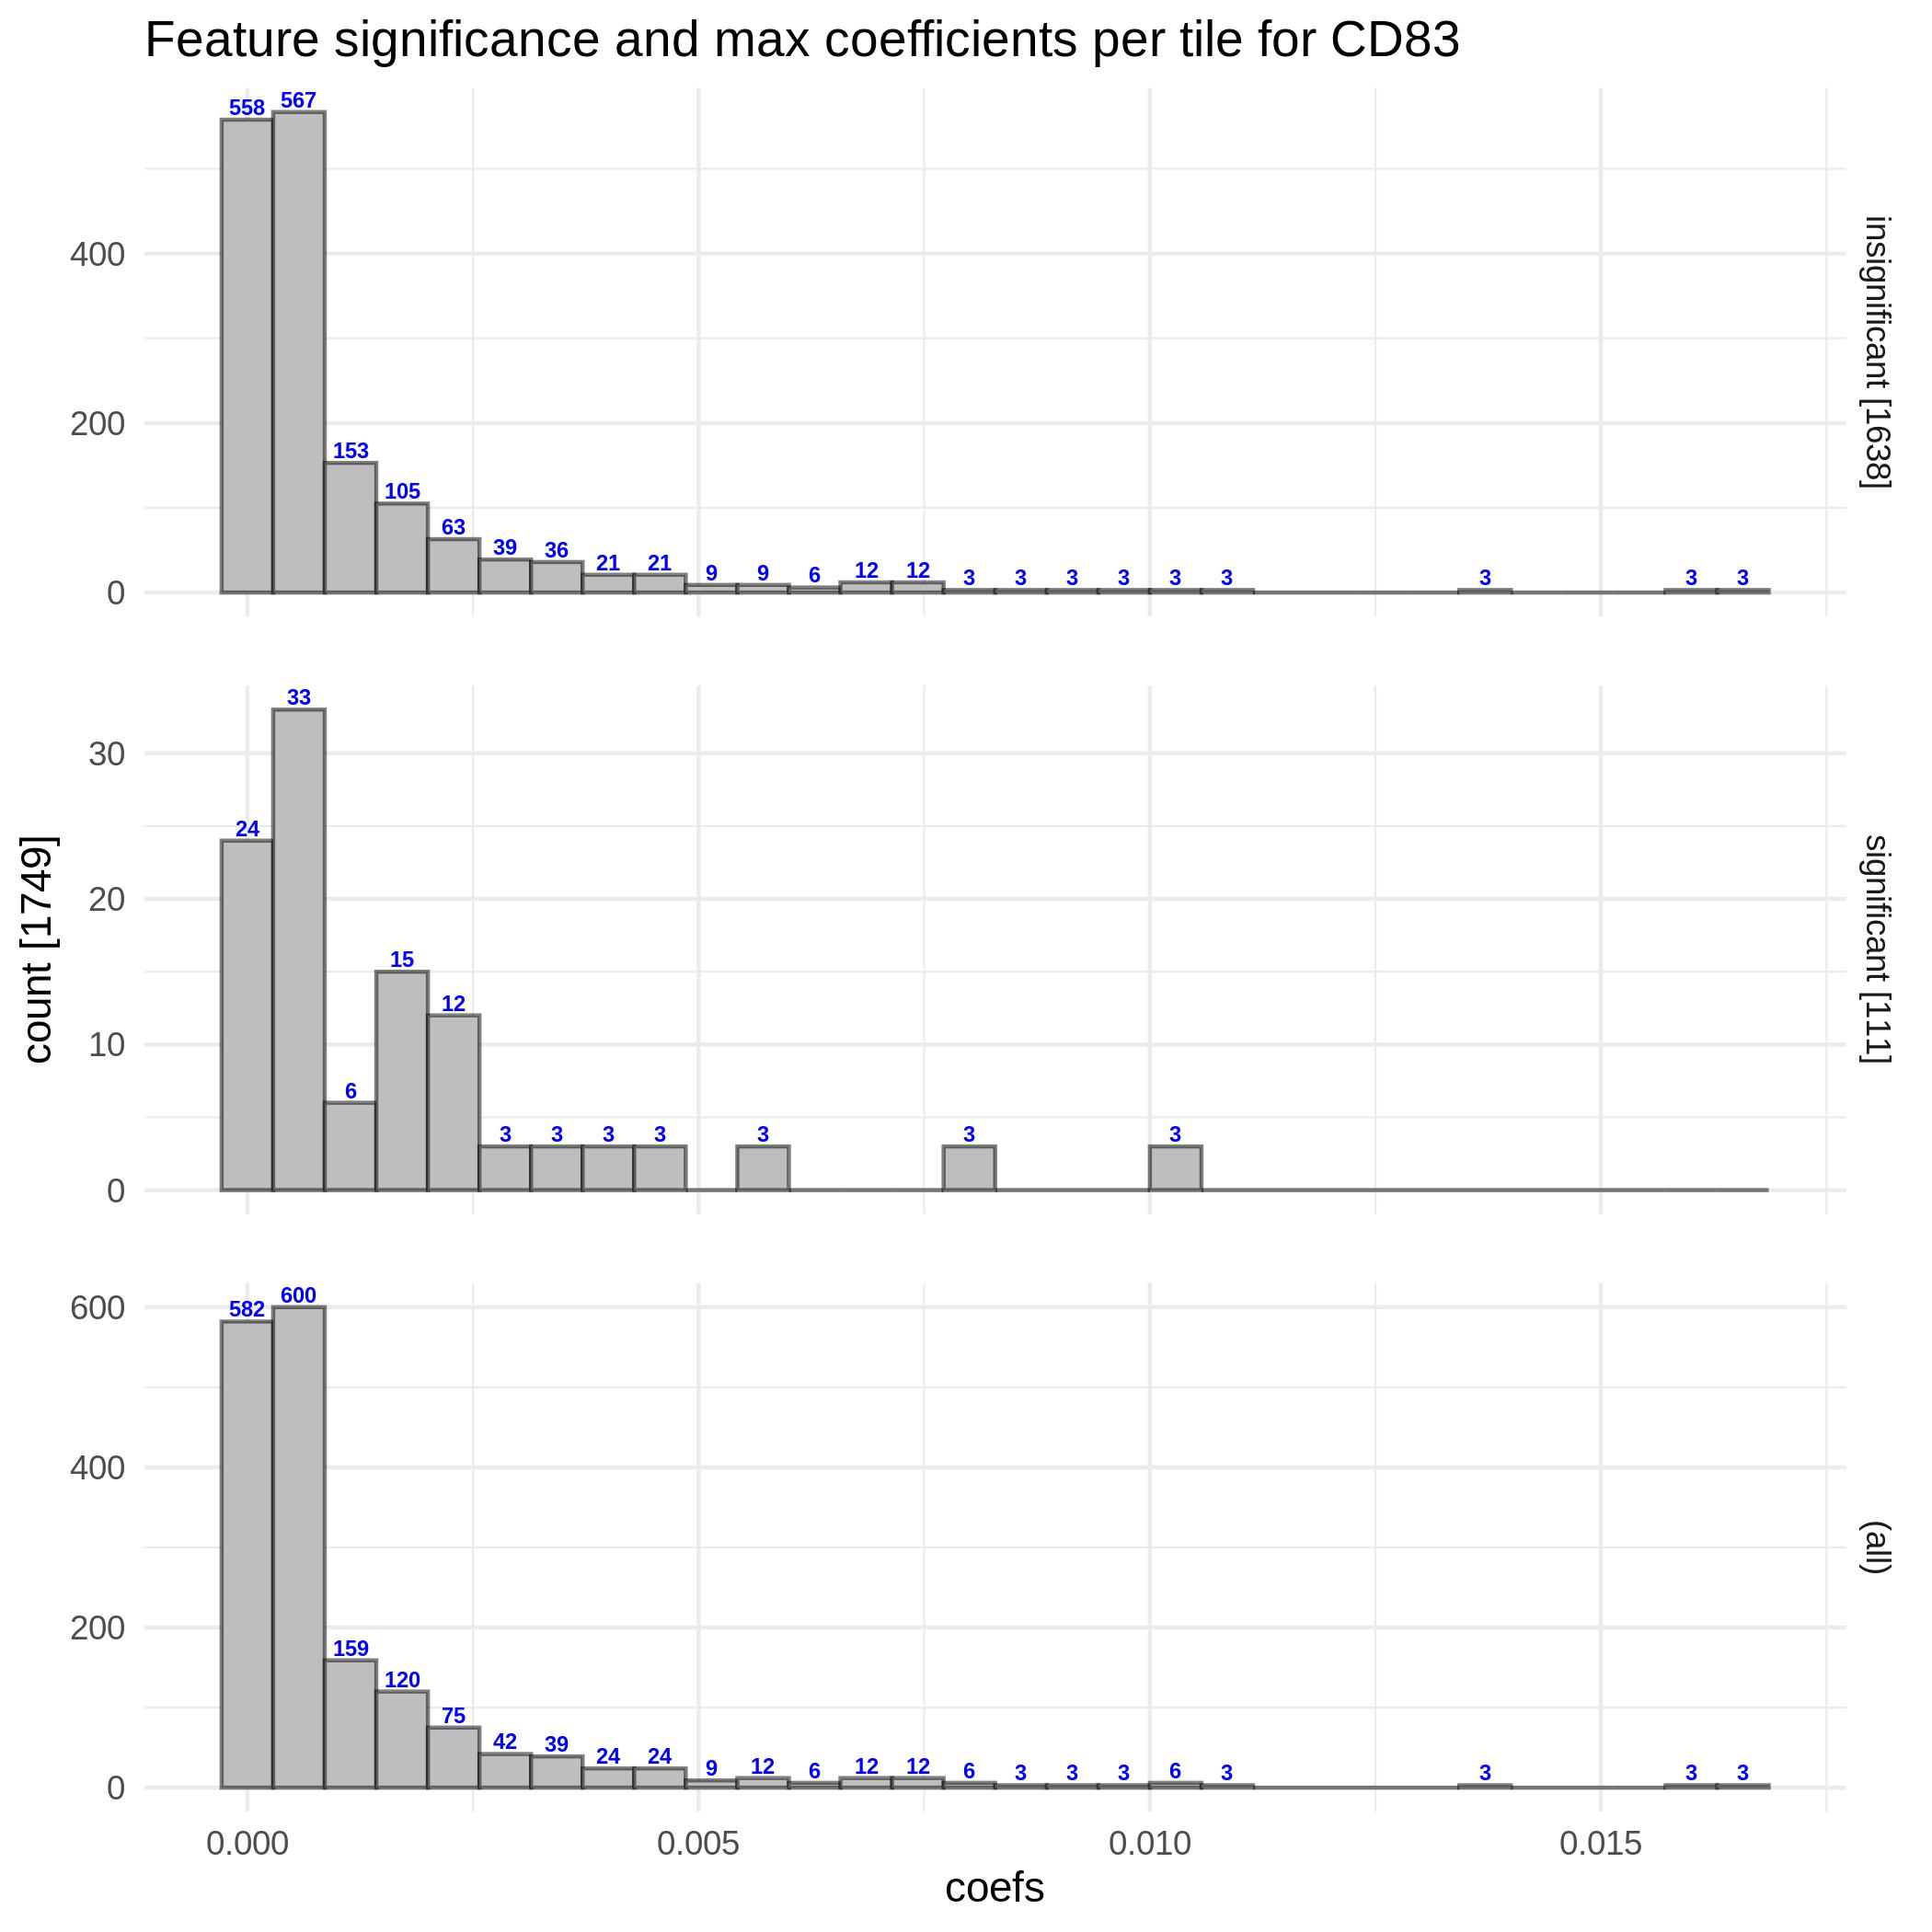 Feature significance and max coefficients per tile for CD83
558 567 153 105 63 39 36 21 21 9 9 6 12 12 3 3 3 3 3 3 3 3 3
400
200
0
insignificant [1638]
24 33 6 15 12 3 3 3 3 3 3 3
30
20
10
0
significant [111]
count [1749]
582 600 159 120 75 42 39 24 24 9 12 6 12 12 6 3 3 3 6 3 3 3 3
600
400
200
0
(all)
0.000 0.005 0.010 0.015
coefs